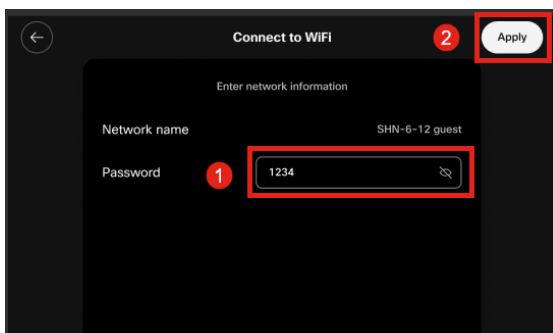 Connect to WiFi
2
Apply
Enter network information
Network name
SHN-6-12 guest
Password
1
1234